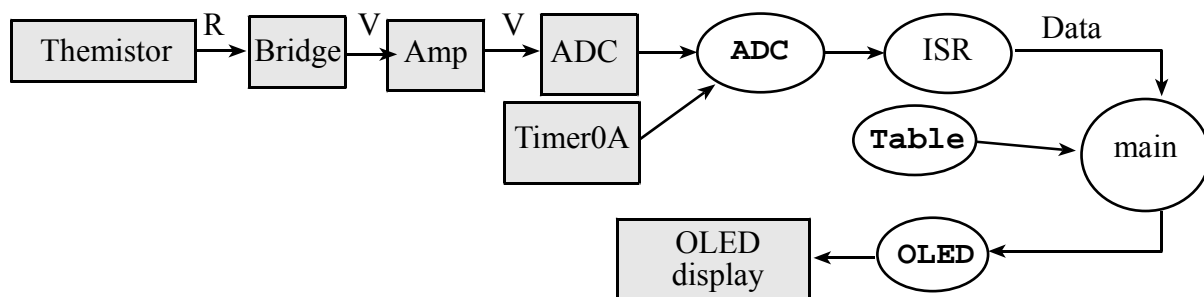 R
V
V
Data
Themistor
Bridge
Amp
ADC
ADC
ISR
Timer0A
Table
main
OLED
display
OLED